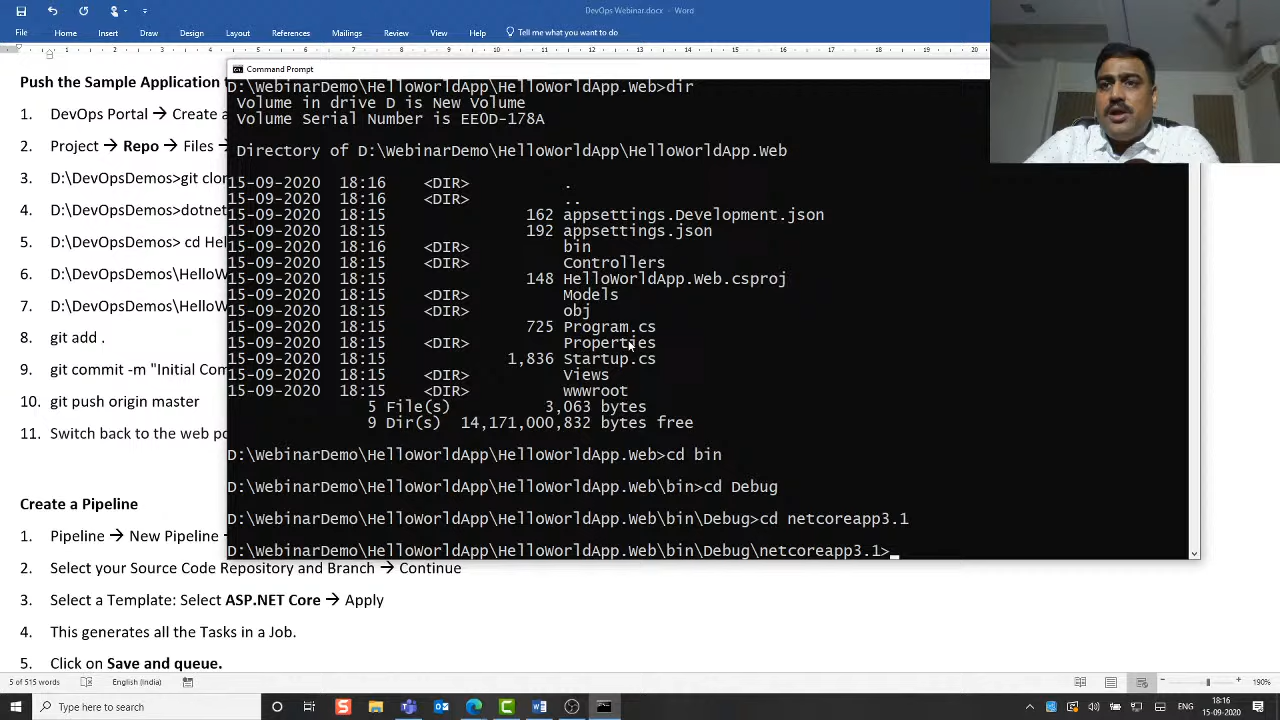 DevOps Webinar.docx - Word
File Home Insert Draw Design Layout References Mailings Review View Help Tell me what you want to do
Push the Sample Application t
1. DevOps Portal → Create a
2. Project → Repo → Files →
3. D:\DevOpsDemos>git clon
4. D:\DevOpsDemos>dotnet
5. D:\DevOpsDemos> cd Hel
6. D:\DevOpsDemos\HelloW
7. D:\DevOpsDemos\HelloW
8. git add .
9. git commit -m "Initial Com
10. git push origin master
11. Switch back to the web po
Create a Pipeline
1. Pipeline → New Pipeline →
2. Select your Source Code Repository and Branch → Continue
3. Select a Template: Select ASP.NET Core → Apply
4. This generates all the Tasks in a Job.
5. Click on Save and queue.
Command Prompt
D:\WebinarDemo\HelloWorldApp\HelloWorldApp.Web>dir
Volume in drive D is New Volume
Volume Serial Number is EE0D-178A
Directory of D:\WebinarDemo\HelloWorldApp\HelloWorldApp.Web
15-09-2020 18:16 <DIR> .
15-09-2020 18:16 <DIR> ..
15-09-2020 18:15 162 appsettings.Development.json
15-09-2020 18:15 192 appsettings.json
15-09-2020 18:16 <DIR> bin
15-09-2020 18:15 <DIR> Controllers
15-09-2020 18:15 148 HelloWorldApp.Web.csproj
15-09-2020 18:15 <DIR> Models
15-09-2020 18:15 <DIR> obj
15-09-2020 18:15 725 Program.cs
15-09-2020 18:15 <DIR> Properties
15-09-2020 18:15 1,836 Startup.cs
15-09-2020 18:15 <DIR> Views
15-09-2020 18:15 <DIR> wwwroot
5 File(s) 3,063 bytes
9 Dir(s) 14,171,000,832 bytes free
D:\WebinarDemo\HelloWorldApp\HelloWorldApp.Web>cd bin
D:\WebinarDemo\HelloWorldApp\HelloWorldApp.Web\bin>cd Debug
D:\WebinarDemo\HelloWorldApp\HelloWorldApp.Web\bin\Debug>cd netcoreapp3.1
D:\WebinarDemo\HelloWorldApp\HelloWorldApp.Web\bin\Debug\netcoreapp3.1>
5 of 515 words English (India) 190%
Type here to search
ENG
18:16
15-09-2020